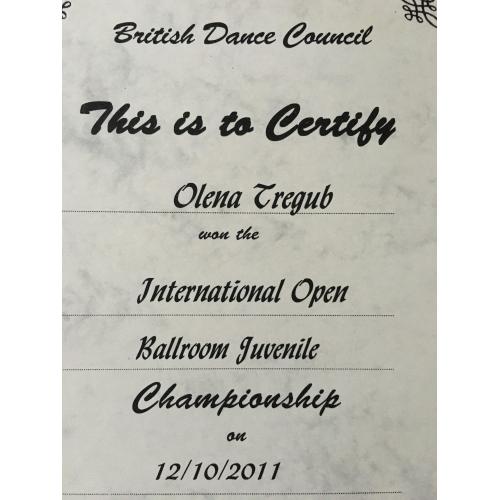 British Dance Council
This is to Certify
Olena Tregub
won the
International Open
Ballroom Juvenile
Championship
on
12/10/2011